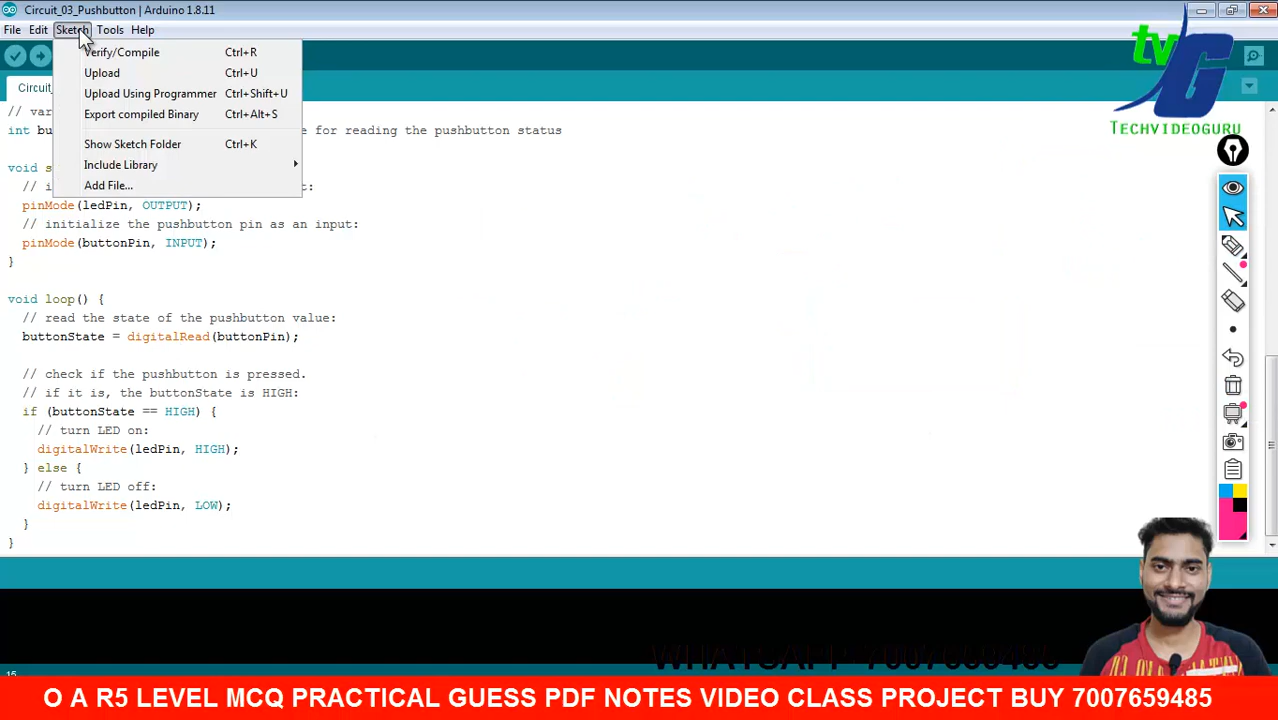 Circuit_03_Pushbutton | Arduino 1.8.11
File Edit Sketch Tools Help
Verify/Compile Ctrl+R
Upload Ctrl+U
Upload Using Programmer Ctrl+Shift+U
Export compiled Binary Ctrl+Alt+S
Show Sketch Folder Ctrl+K
Include Library
Add File...
tv G
TECHVIDEOGURU
Circuit_
// var
int bu e for reading the pushbutton status
void s
// i t:
pinMode(ledPin, OUTPUT);
// initialize the pushbutton pin as an input:
pinMode(buttonPin, INPUT);
}
void loop() {
// read the state of the pushbutton value:
buttonState = digitalRead(buttonPin);
// check if the pushbutton is pressed.
// if it is, the buttonState is HIGH:
if (buttonState == HIGH) {
// turn LED on:
digitalWrite(ledPin, HIGH);
} else {
// turn LED off:
digitalWrite(ledPin, LOW);
}
}
WHATSAPP 7007659485
15
O A R5 LEVEL MCQ PRACTICAL GUESS PDF NOTES VIDEO CLASS PROJECT BUY 7007659485